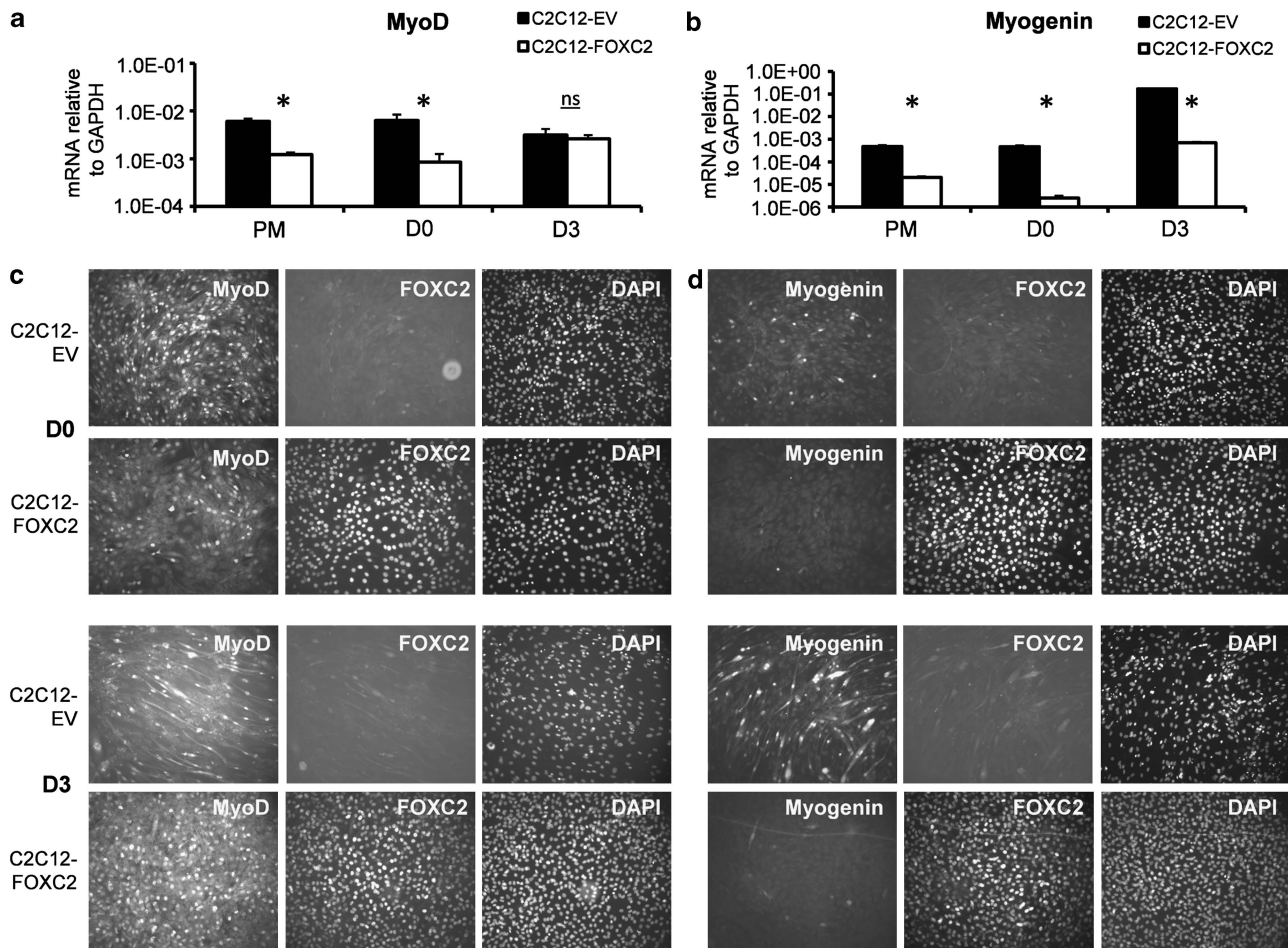 a
MyoD
C2C12-EV
C2C12-FOXC2
mRNA relative
to GAPDH
1.0E-01
1.0E-02
1.0E-03
1.0E-04
*
*
ns
PM
D0
D3
b
Myogenin
C2C12-EV
C2C12-FOXC2
mRNA relative
to GAPDH
1.0E+00
1.0E-01
1.0E-02
1.0E-03
1.0E-04
1.0E-05
1.0E-06
*
*
*
PM
D0
D3
c
C2C12-
EV
MyoD
FOXC2
DAPI
D0
C2C12-
FOXC2
MyoD
FOXC2
DAPI
C2C12-
EV
MyoD
FOXC2
DAPI
D3
C2C12-
FOXC2
MyoD
FOXC2
DAPI
d
Myogenin
FOXC2
DAPI
Myogenin
FOXC2
DAPI
Myogenin
FOXC2
DAPI
Myogenin
FOXC2
DAPI